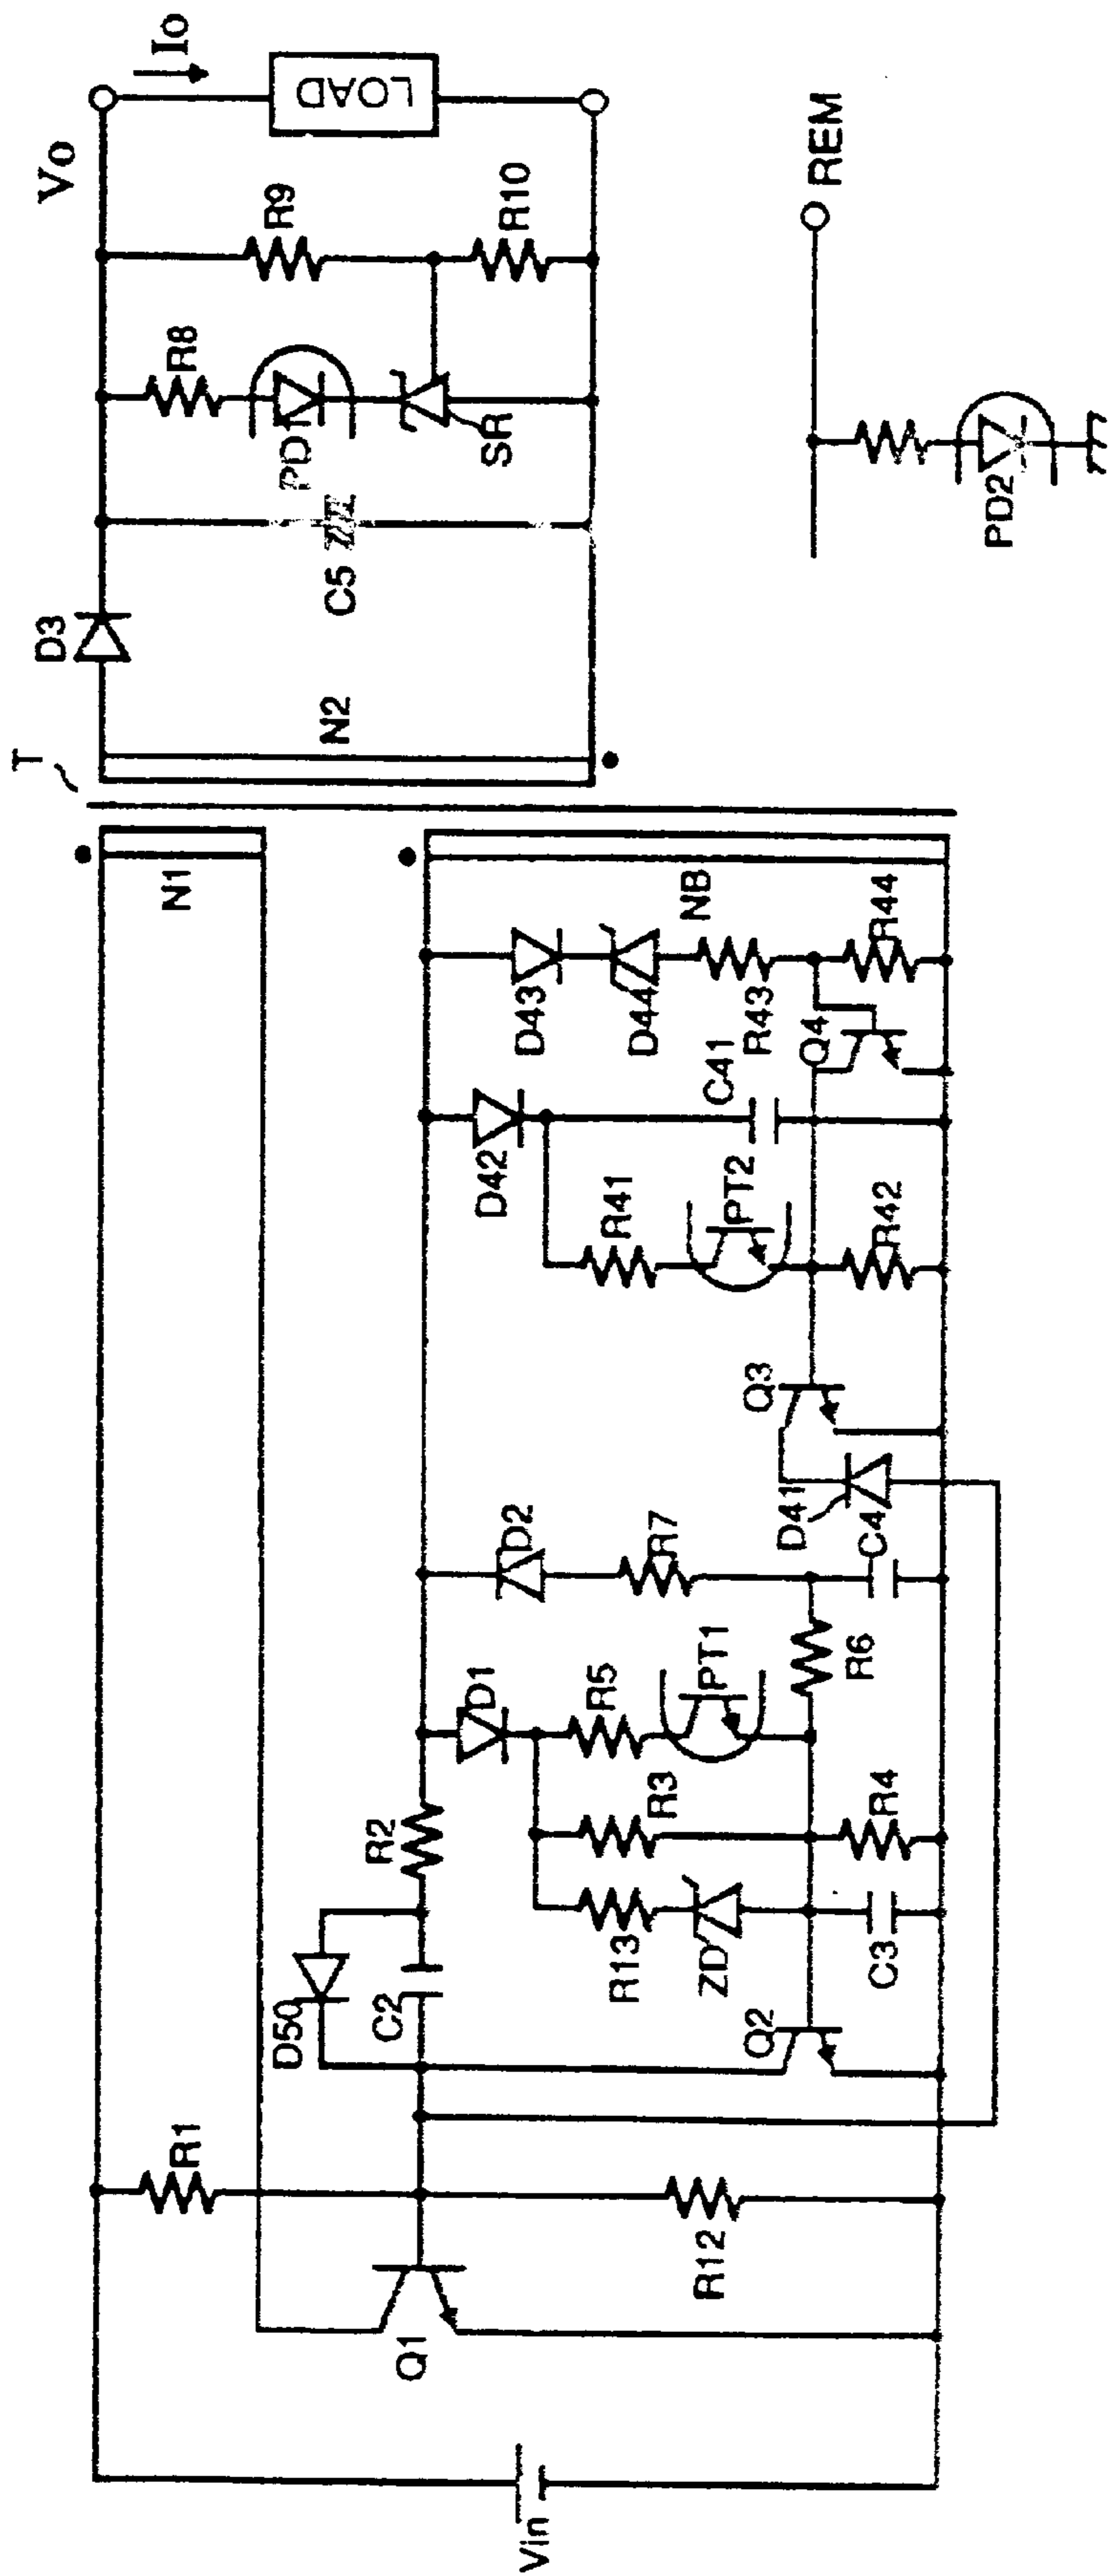 Vin
Q1
R1
R12
D50
C2
R2
Q2
ZD
R13
C3
R3
R4
D1
R5
PT1
R6
D2
R7
C4
D41
Q3
D42
R41
PT2
R42
C41
Q4
D43
D44
R43
R44
N1
NB
T
N2
D3
C5
R8
PD1
SR
R9
R10
Vo
Io
LOAD
PD2
REM